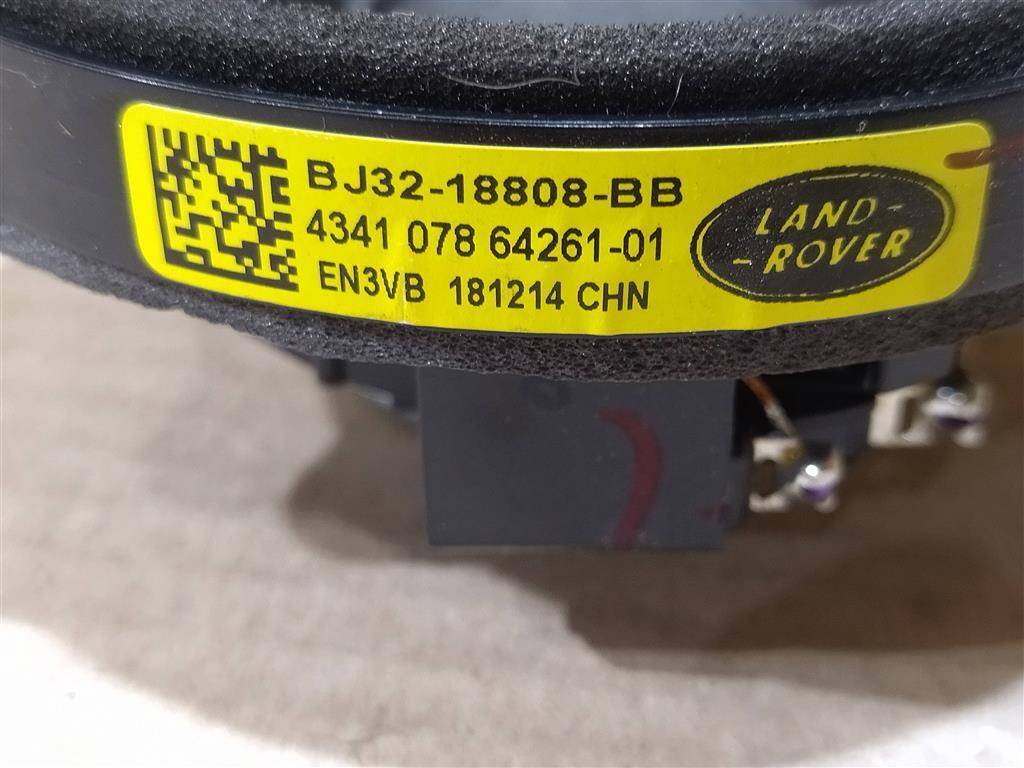 BJ32-18808-BB
4341 078 64261-01
EN3VB 181214 CHN
LAND-
-ROVER